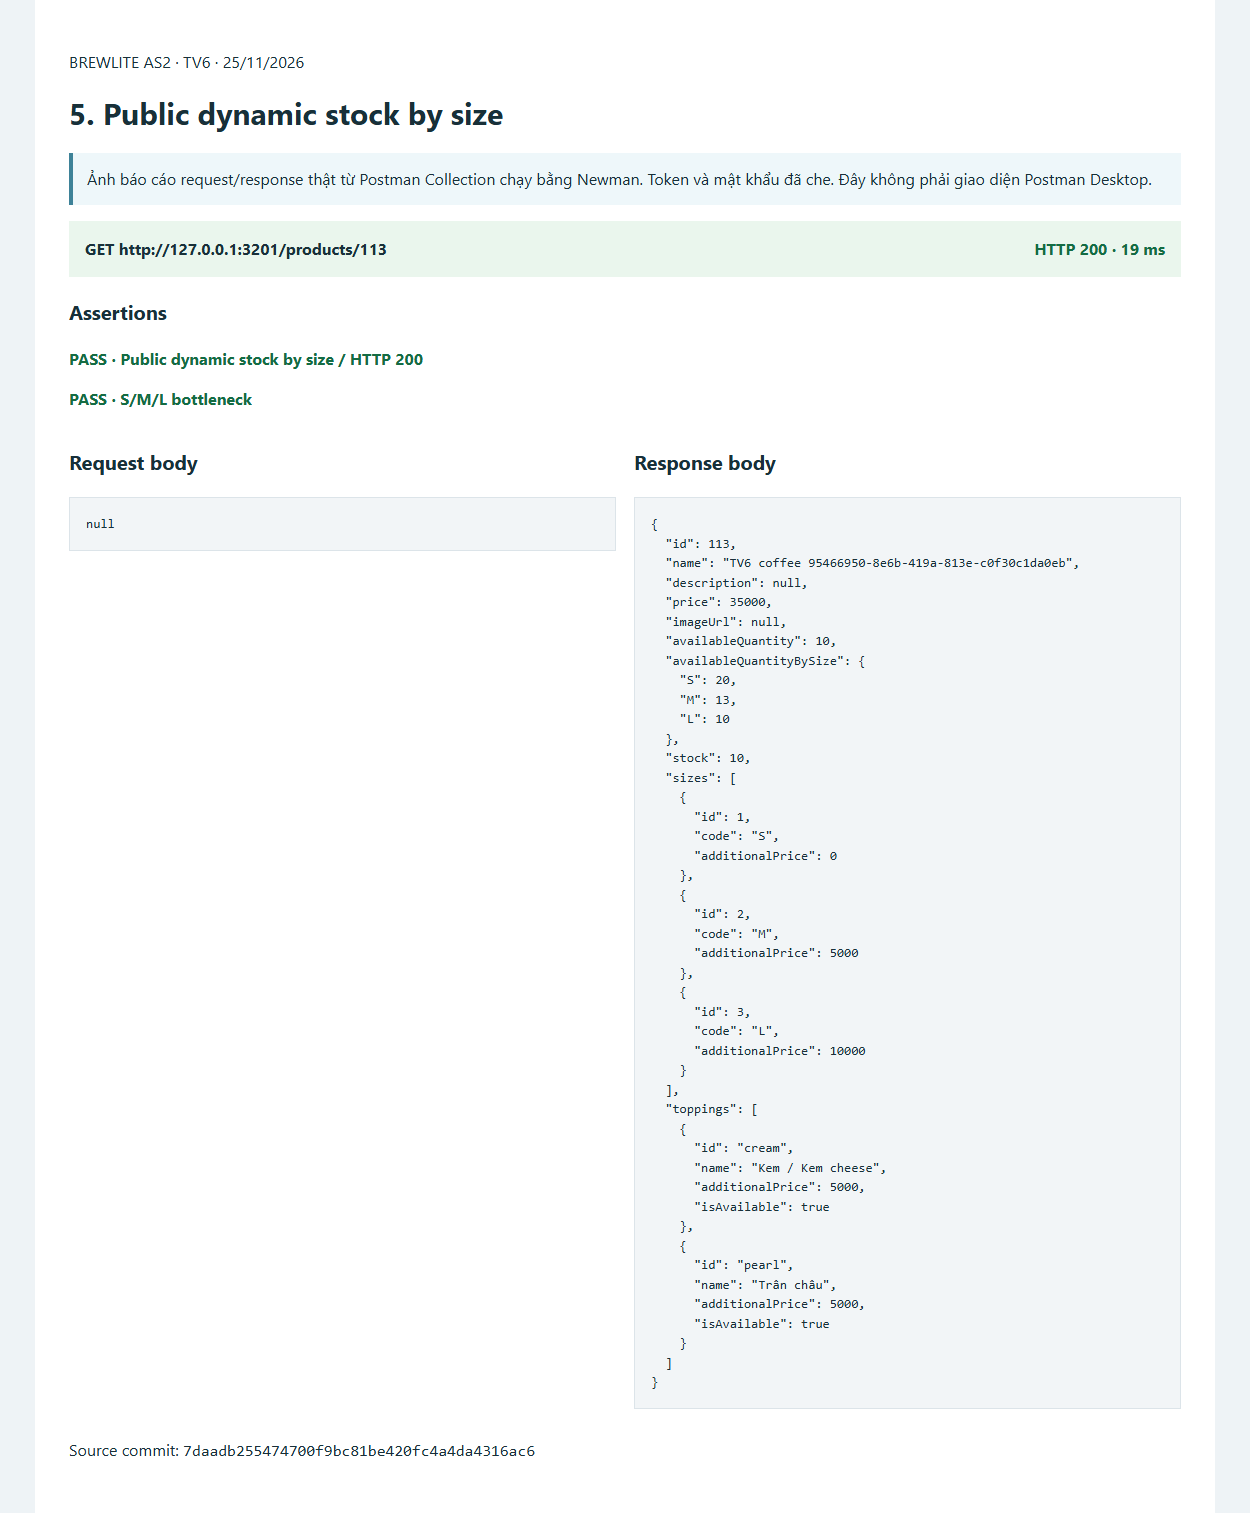 BREWLITE AS2 · TV6 · 25/11/2026
5. Public dynamic stock by size
Ảnh báo cáo request/response thật từ Postman Collection chạy bằng Newman. Token và mật khẩu đã che. Đây không phải giao diện Postman Desktop.
GET http://127.0.0.1:3201/products/113
HTTP 200 · 19 ms
Assertions
PASS · Public dynamic stock by size / HTTP 200
PASS · S/M/L bottleneck
Request body
null
Response body
{
  "id": 113,
  "name": "TV6 coffee 95466950-8e6b-419a-813e-c0f30c1da0eb",
  "description": null,
  "price": 35000,
  "imageUrl": null,
  "availableQuantity": 10,
  "availableQuantityBySize": {
    "S": 20,
    "M": 13,
    "L": 10
  },
  "stock": 10,
  "sizes": [
    {
      "id": 1,
      "code": "S",
      "additionalPrice": 0
    },
    {
      "id": 2,
      "code": "M",
      "additionalPrice": 5000
    },
    {
      "id": 3,
      "code": "L",
      "additionalPrice": 10000
    }
  ],
  "toppings": [
    {
      "id": "cream",
      "name": "Kem / Kem cheese",
      "additionalPrice": 5000,
      "isAvailable": true
    },
    {
      "id": "pearl",
      "name": "Trân châu",
      "additionalPrice": 5000,
      "isAvailable": true
    }
  ]
}
Source commit: 7daadb255474700f9bc81be420fc4a4da4316ac6